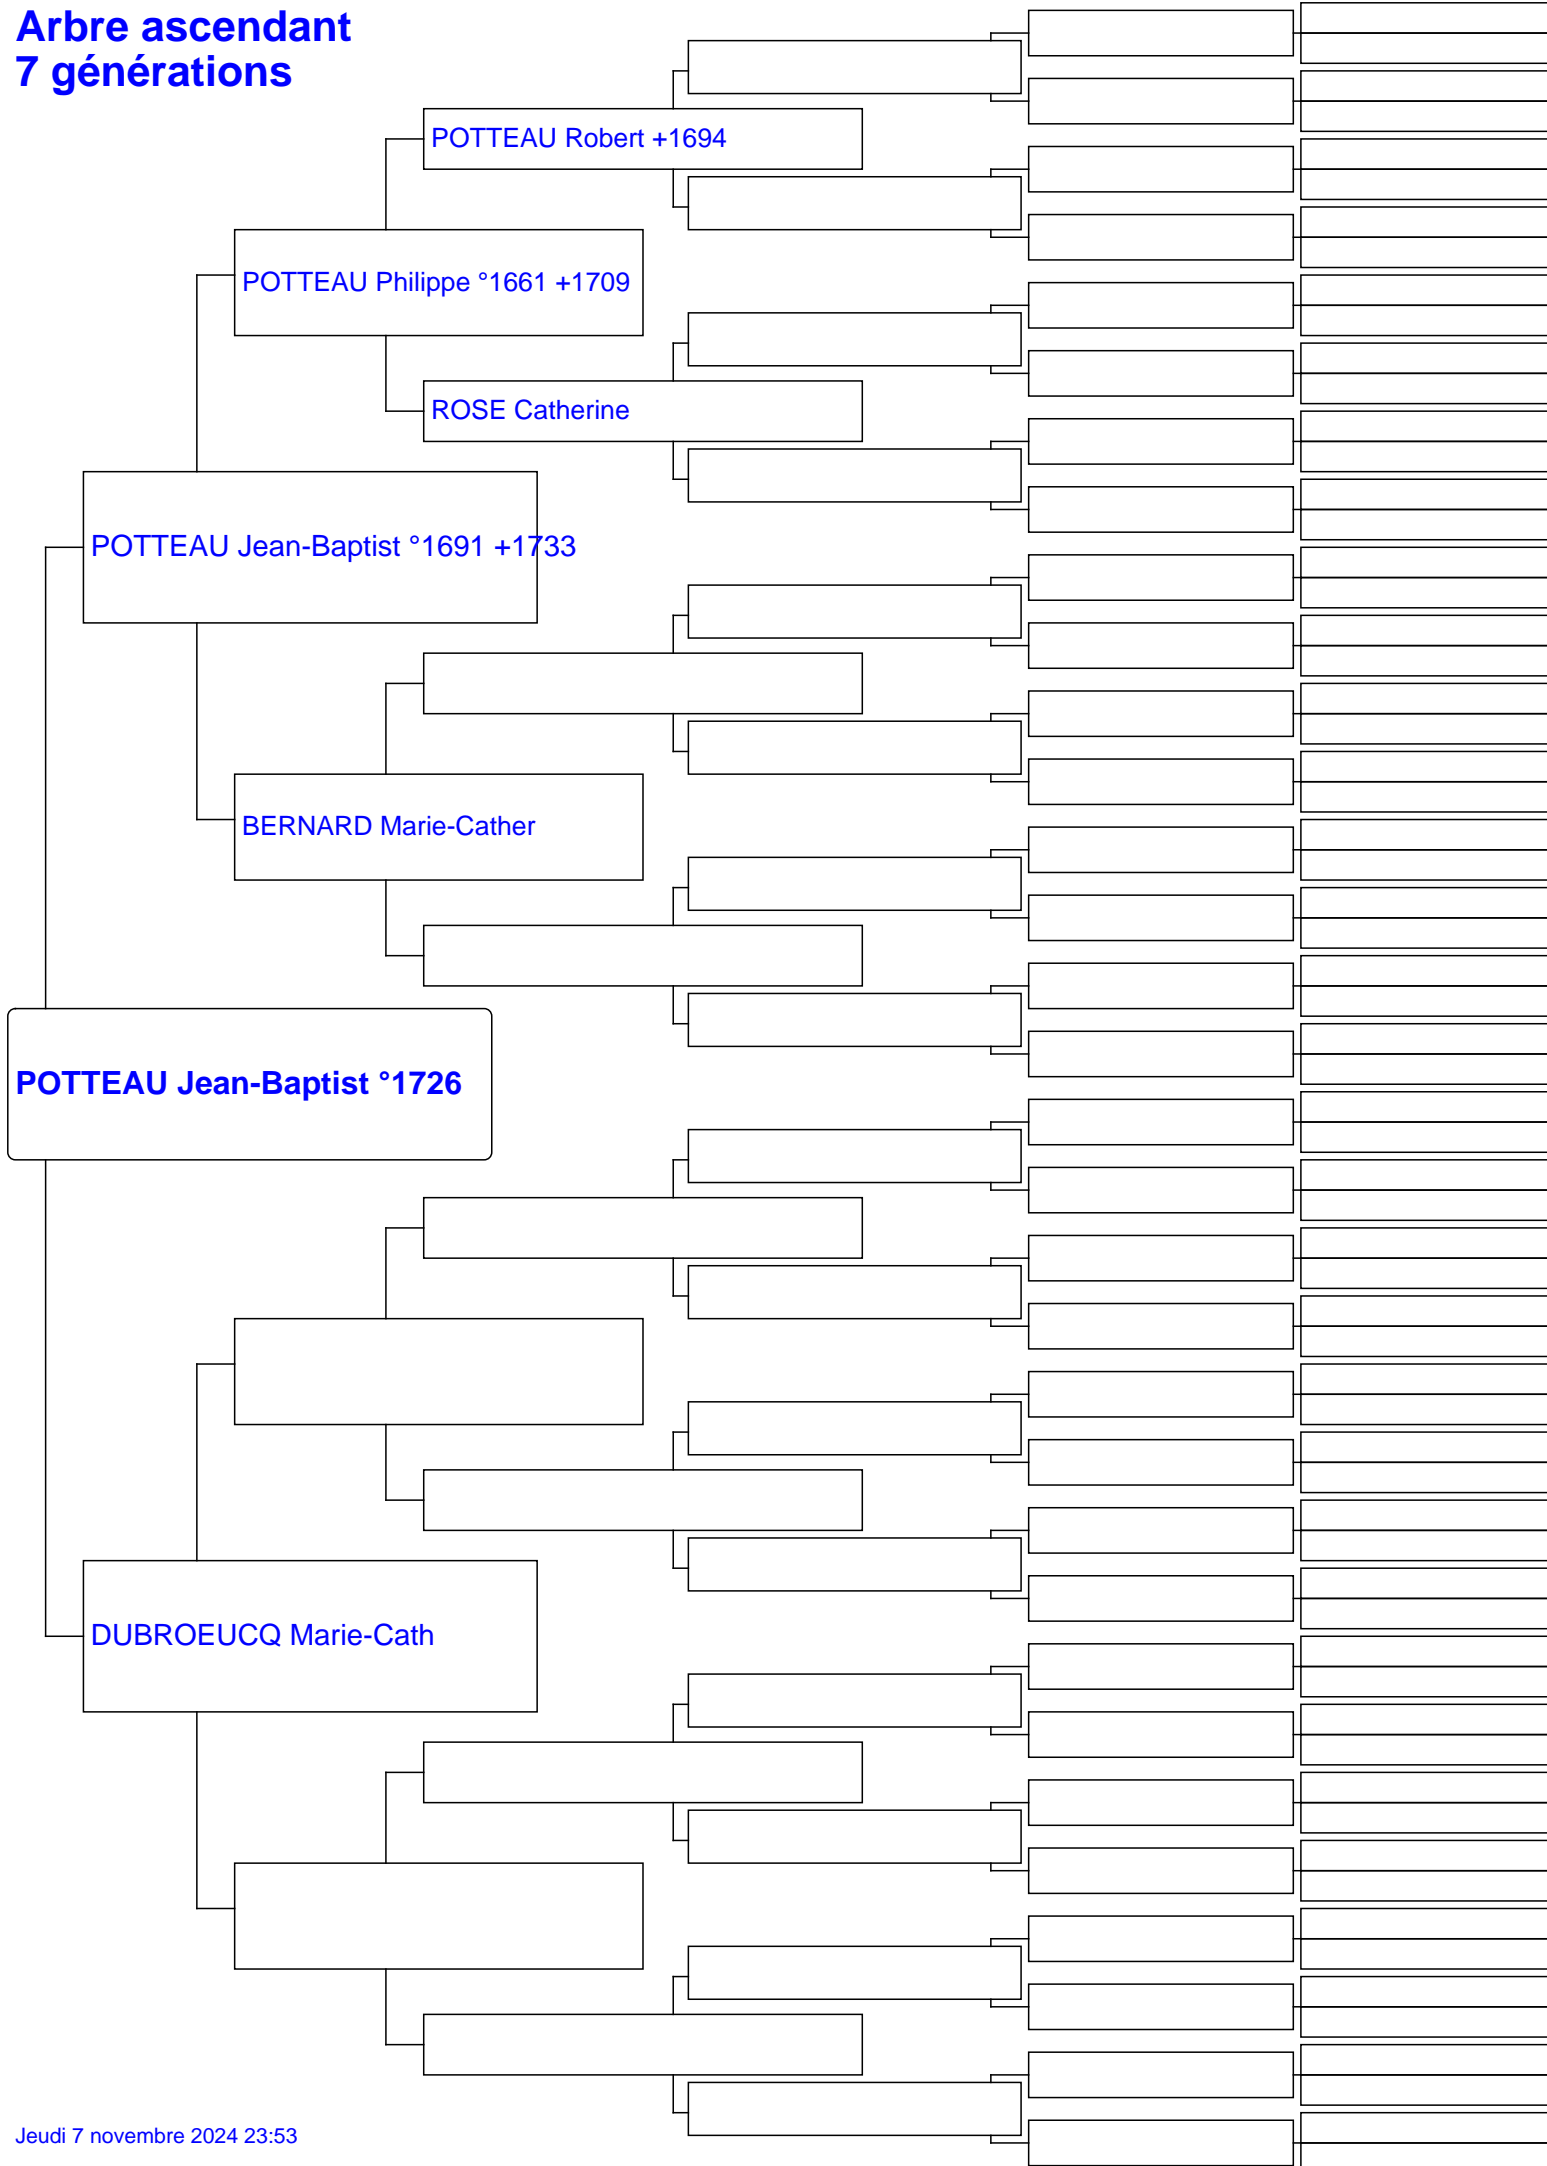 Arbre ascendant
7 générations
POTTEAU Robert +1694
POTTEAU Philippe °1661 +1709
ROSE Catherine
POTTEAU Jean-Baptist °1691 +1733
BERNARD Marie-Cather
POTTEAU Jean-Baptist °1726
DUBROEUCQ Marie-Cath
Jeudi 7 novembre 2024 23:53